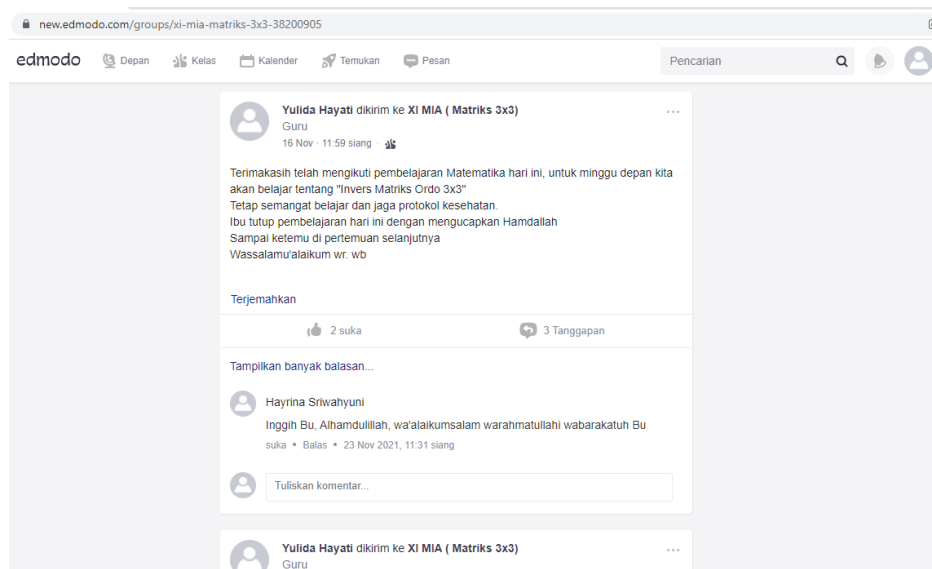 new.edmodo.com/groups/xi-mia-matriks-3x3-38200905
edmodo Depan Kelas Kalender Temukan Pesan Pencarian
Yulida Hayati dikirim ke XI MIA ( Matriks 3x3)
Guru
16 Nov · 11:59 siang ·
Terimakasih telah mengikuti pembelajaran Matematika hari ini, untuk minggu depan kita
akan belajar tentang "Invers Matriks Ordo 3x3"
Tetap semangat belajar dan jaga protokol kesehatan.
Ibu tutup pembelajaran hari ini dengan mengucapkan Hamdallah
Sampai ketemu di pertemuan selanjutnya
Wassalamu'alaikum wr. wb
Terjemahkan
2 suka 3 Tanggapan
Tampilkan banyak balasan...
Hayrina Sriwahyuni
Inggih Bu, Alhamdulillah, wa'alaikumsalam warahmatullahi wabarakatuh Bu
suka • Balas • 23 Nov 2021, 11:31 siang
Tuliskan komentar...
Yulida Hayati dikirim ke XI MIA ( Matriks 3x3)
Guru